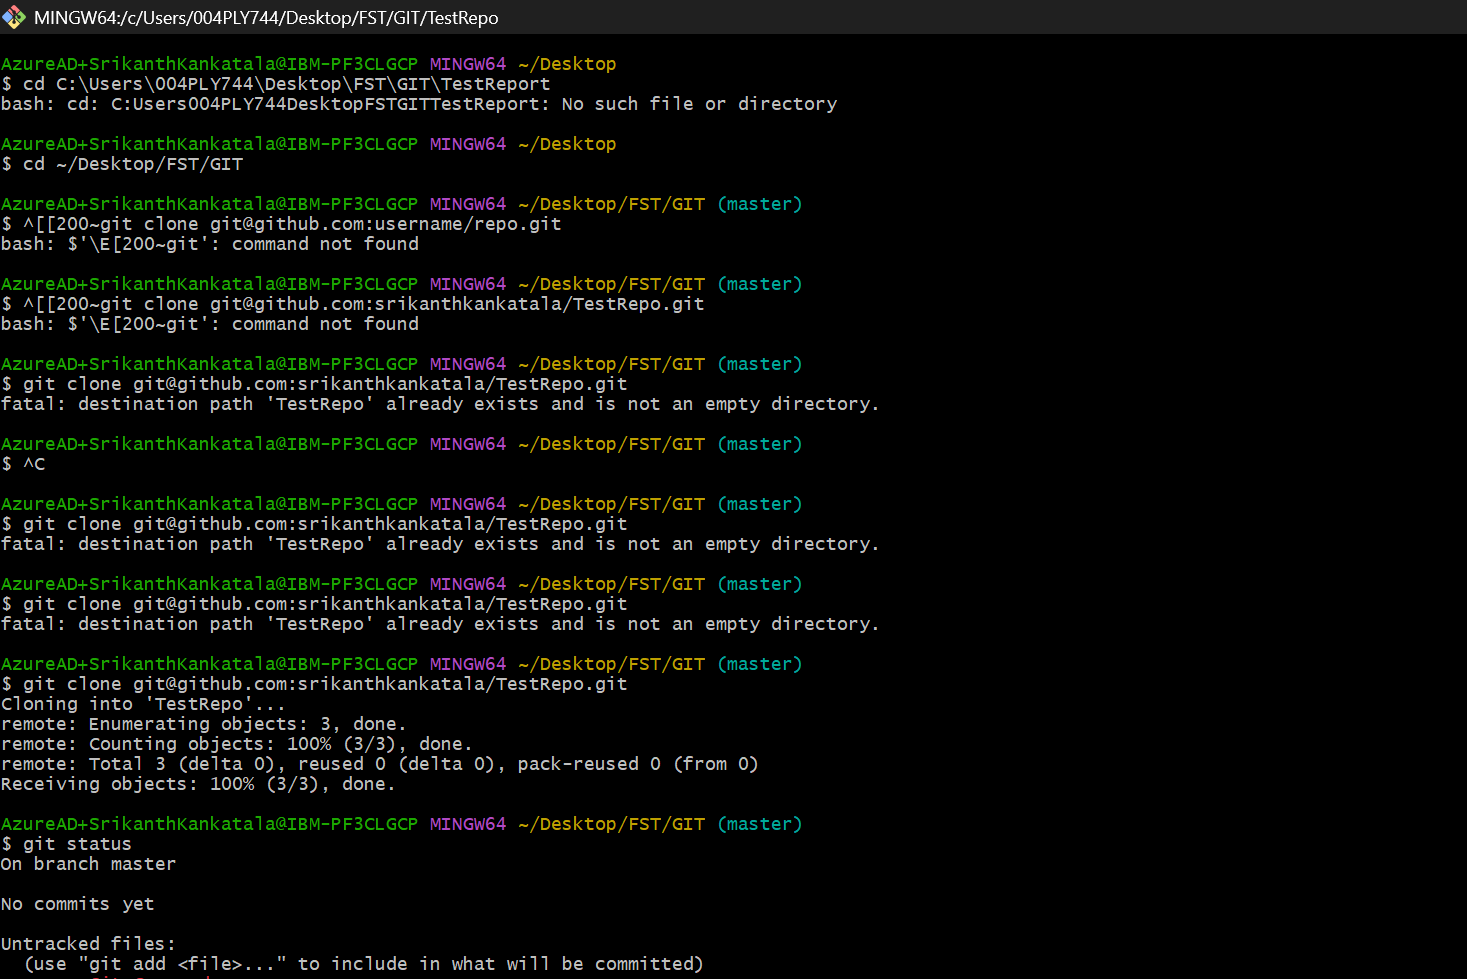 MINGW64:/c/Users/004PLY744/Desktop/FST/GIT/TestRepo
AzureAD+SrikanthKankatala@IBM-PF3CLGCP MINGW64 ~/Desktop
$ cd C:\Users\004PLY744\Desktop\FST\GIT\TestReport
bash: cd: C:Users004PLY744DesktopFSTGITTestReport: No such file or directory
AzureAD+SrikanthKankatala@IBM-PF3CLGCP MINGW64 ~/Desktop
$ cd ~/Desktop/FST/GIT
AzureAD+SrikanthKankatala@IBM-PF3CLGCP MINGW64 ~/Desktop/FST/GIT (master)
$ ^[[200~git clone git@github.com:username/repo.git
bash: $'\E[200~git': command not found
AzureAD+SrikanthKankatala@IBM-PF3CLGCP MINGW64 ~/Desktop/FST/GIT (master)
$ ^[[200~git clone git@github.com:srikanthkankatala/TestRepo.git
bash: $'\E[200~git': command not found
AzureAD+SrikanthKankatala@IBM-PF3CLGCP MINGW64 ~/Desktop/FST/GIT (master)
$ git clone git@github.com:srikanthkankatala/TestRepo.git
fatal: destination path 'TestRepo' already exists and is not an empty directory.
AzureAD+SrikanthKankatala@IBM-PF3CLGCP MINGW64 ~/Desktop/FST/GIT (master)
$ ^C
AzureAD+SrikanthKankatala@IBM-PF3CLGCP MINGW64 ~/Desktop/FST/GIT (master)
$ git clone git@github.com:srikanthkankatala/TestRepo.git
fatal: destination path 'TestRepo' already exists and is not an empty directory.
AzureAD+SrikanthKankatala@IBM-PF3CLGCP MINGW64 ~/Desktop/FST/GIT (master)
$ git clone git@github.com:srikanthkankatala/TestRepo.git
fatal: destination path 'TestRepo' already exists and is not an empty directory.
AzureAD+SrikanthKankatala@IBM-PF3CLGCP MINGW64 ~/Desktop/FST/GIT (master)
$ git clone git@github.com:srikanthkankatala/TestRepo.git
Cloning into 'TestRepo'...
remote: Enumerating objects: 3, done.
remote: Counting objects: 100% (3/3), done.
remote: Total 3 (delta 0), reused 0 (delta 0), pack-reused 0 (from 0)
Receiving objects: 100% (3/3), done.
AzureAD+SrikanthKankatala@IBM-PF3CLGCP MINGW64 ~/Desktop/FST/GIT (master)
$ git status
On branch master
No commits yet
Untracked files:
(use "git add <file>..." to include in what will be committed)